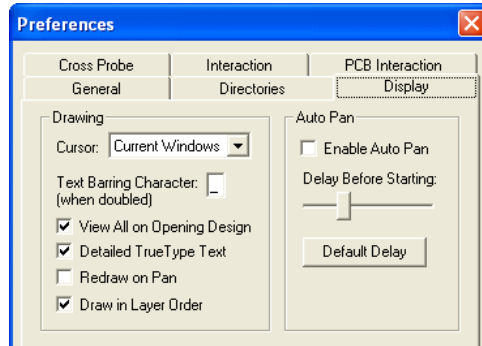 Preferences
Cross Probe
Interaction
PCB Interaction
General
Directories
Display
Drawing
Cursor: Current Windows
Text Barring Character: _
(when doubled)
View All on Opening Design
Detailed TrueType Text
Redraw on Pan
Draw in Layer Order
Auto Pan
Enable Auto Pan
Delay Before Starting:
Default Delay